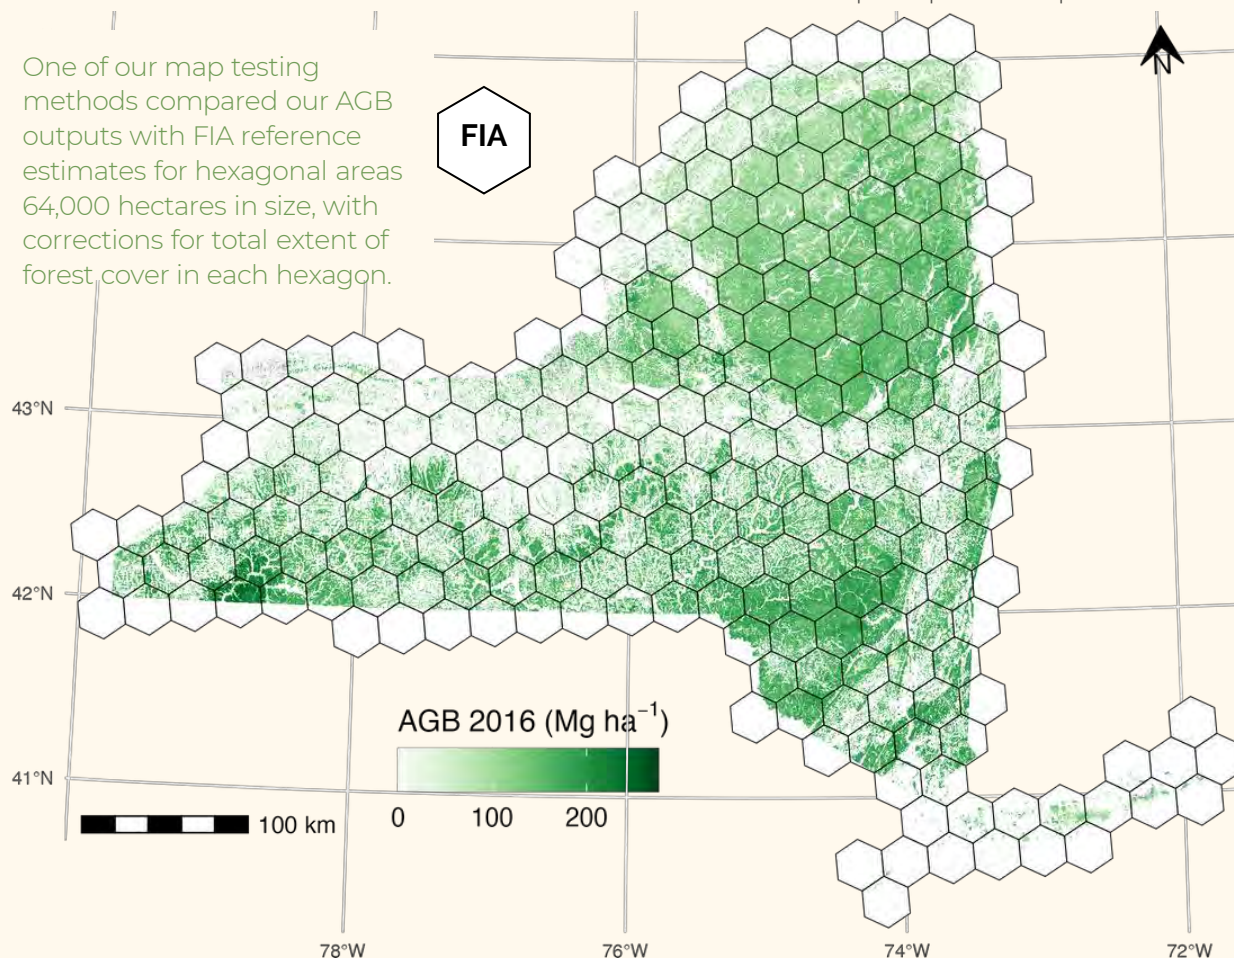 One of our map testing
methods compared our AGB
outputs with FIA reference
estimates for hexagonal areas
64,000 hectares in size, with
corrections for total extent of
forest cover in each hexagon.
FIA
N
43°N
42°N
41°N
AGB 2016 (Mg ha⁻¹)
0 100 200
100 km
78°W 76°W 74°W 72°W